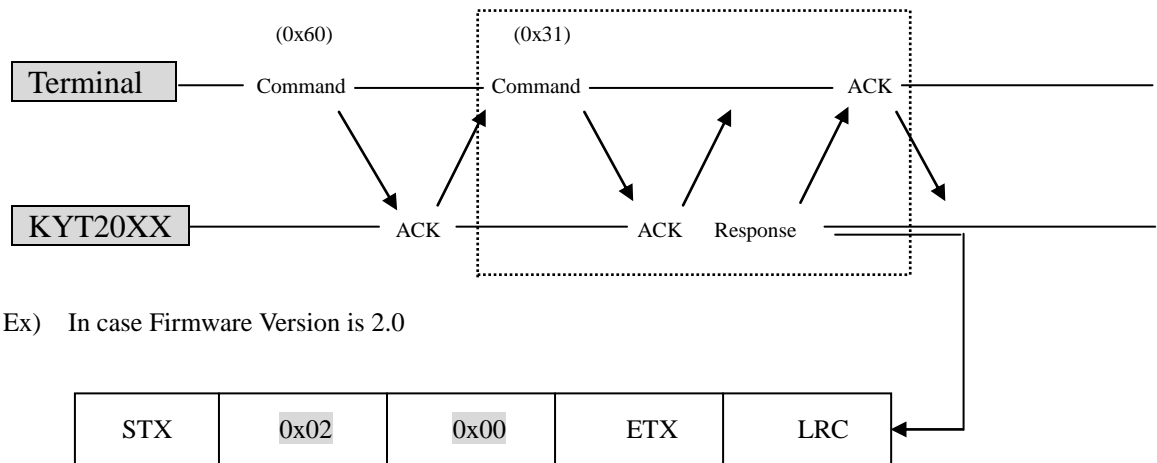 (0x60) (0x31)
Terminal Command Command ACK
KYT20XX ACK ACK Response
Ex) In case Firmware Version is 2.0
STX 0x02 0x00 ETX LRC